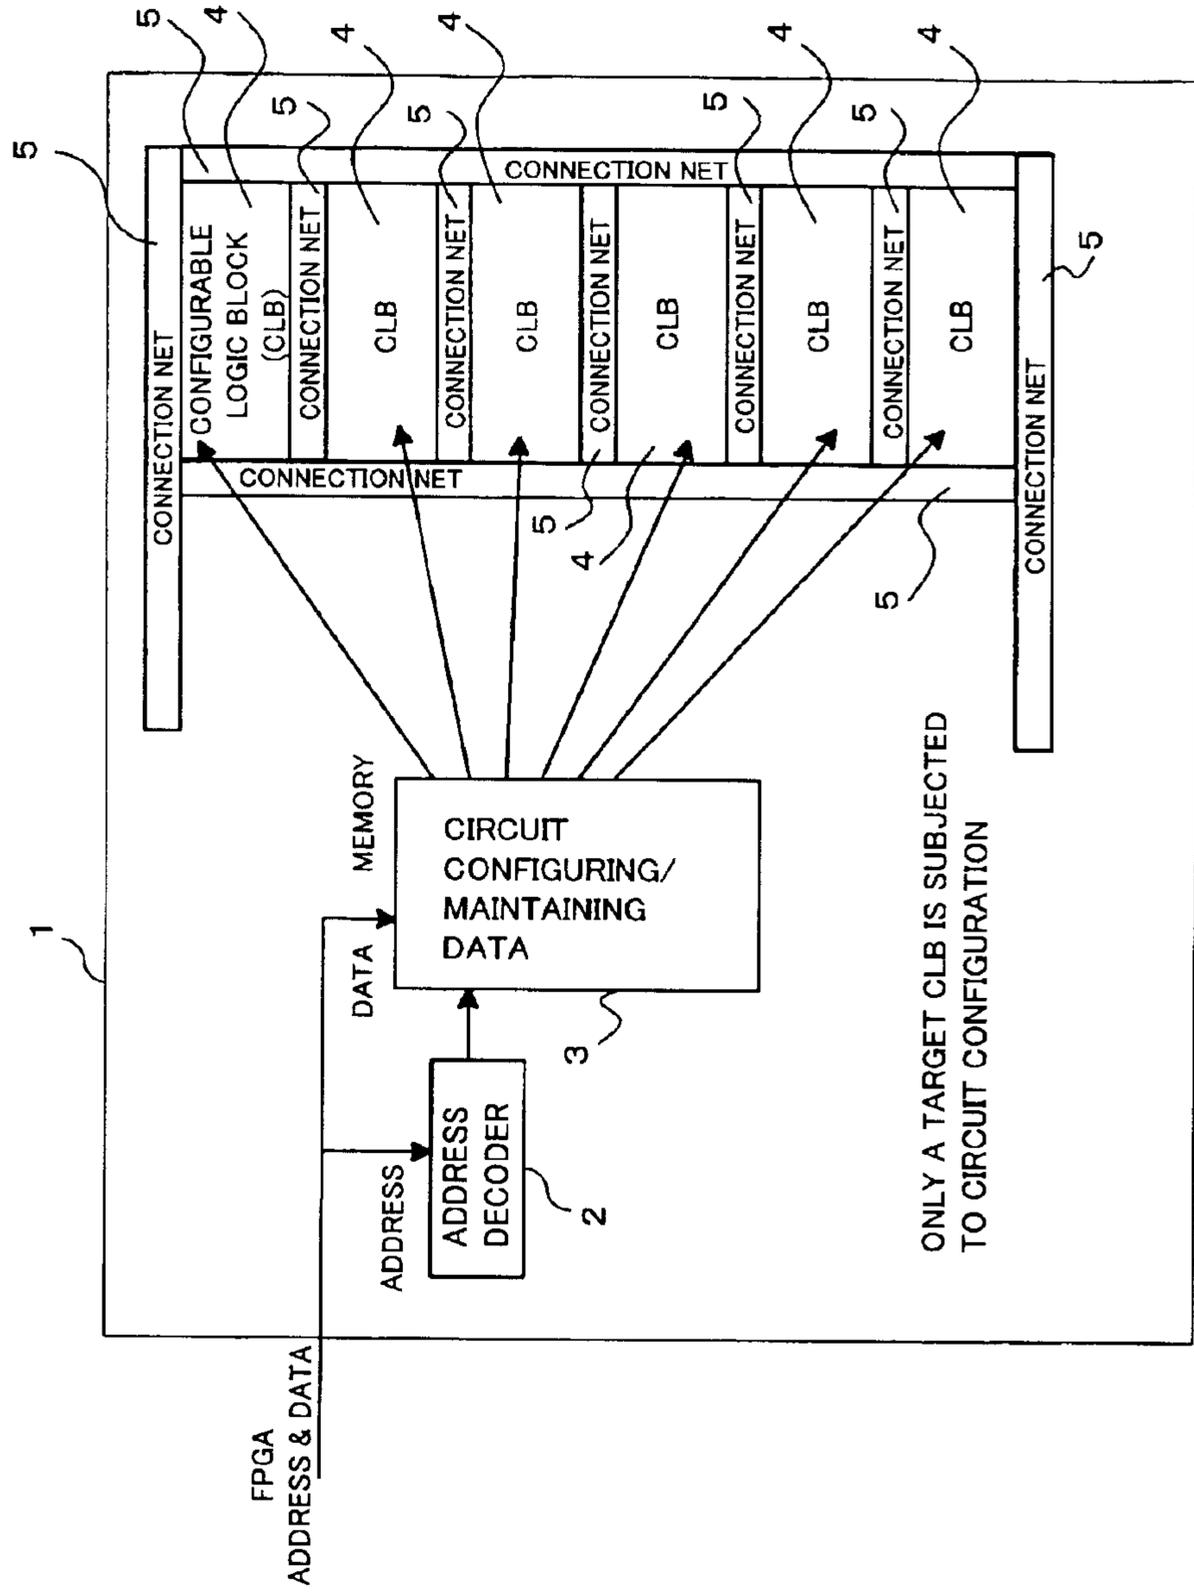 1
FPGA
ADDRESS & DATA
ADDRESS
ADDRESS
DECODER
2
DATA
MEMORY
CIRCUIT
CONFIGURING/
MAINTAINING
DATA
3
CONNECTION NET
5
CONNECTION NET
5
CONNECTION NET
5
CONFIGURABLE
LOGIC BLOCK
(CLB)
4
CONNECTION NET
5
CLB
4
CONNECTION NET
5
CLB
4
CONNECTION NET
5
CLB
4
CONNECTION NET
5
CLB
4
CONNECTION NET
5
CLB
4
CONNECTION NET
5
ONLY A TARGET CLB IS SUBJECTED
TO CIRCUIT CONFIGURATION